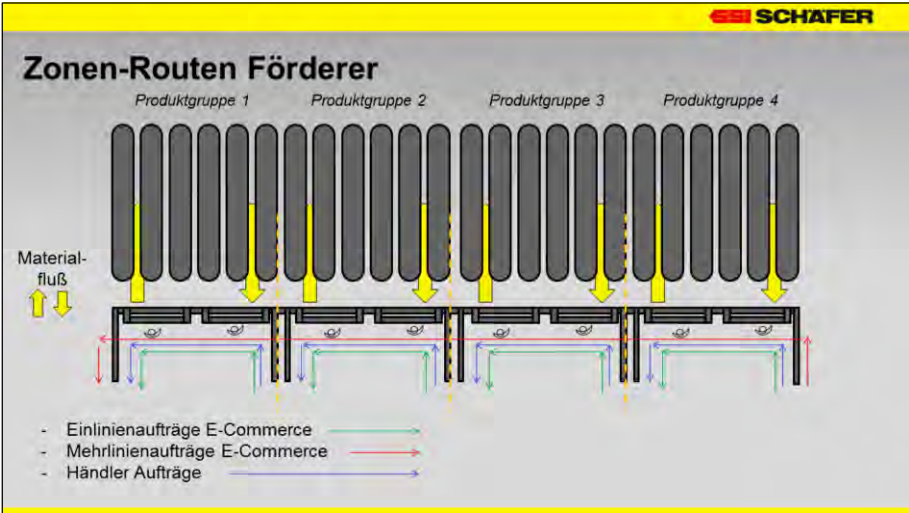 SSI SCHÄFER
Zonen-Routen Förderer
Produktgruppe 1 Produktgruppe 2 Produktgruppe 3 Produktgruppe 4
Material-
fluß
- Einlinienaufträge E-Commerce
- Mehrlinienaufträge E-Commerce
- Händler Aufträge